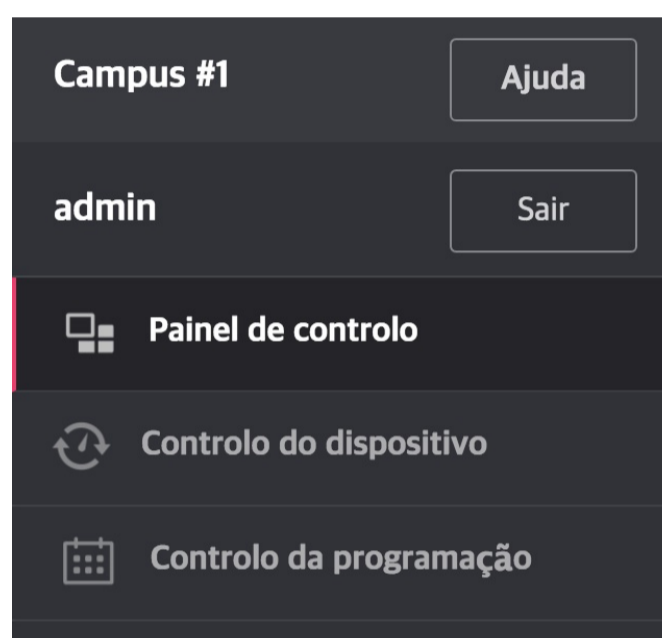 Campus #1
Ajuda
admin
Sair
Painel de controlo
Controlo do dispositivo
Controlo da programação